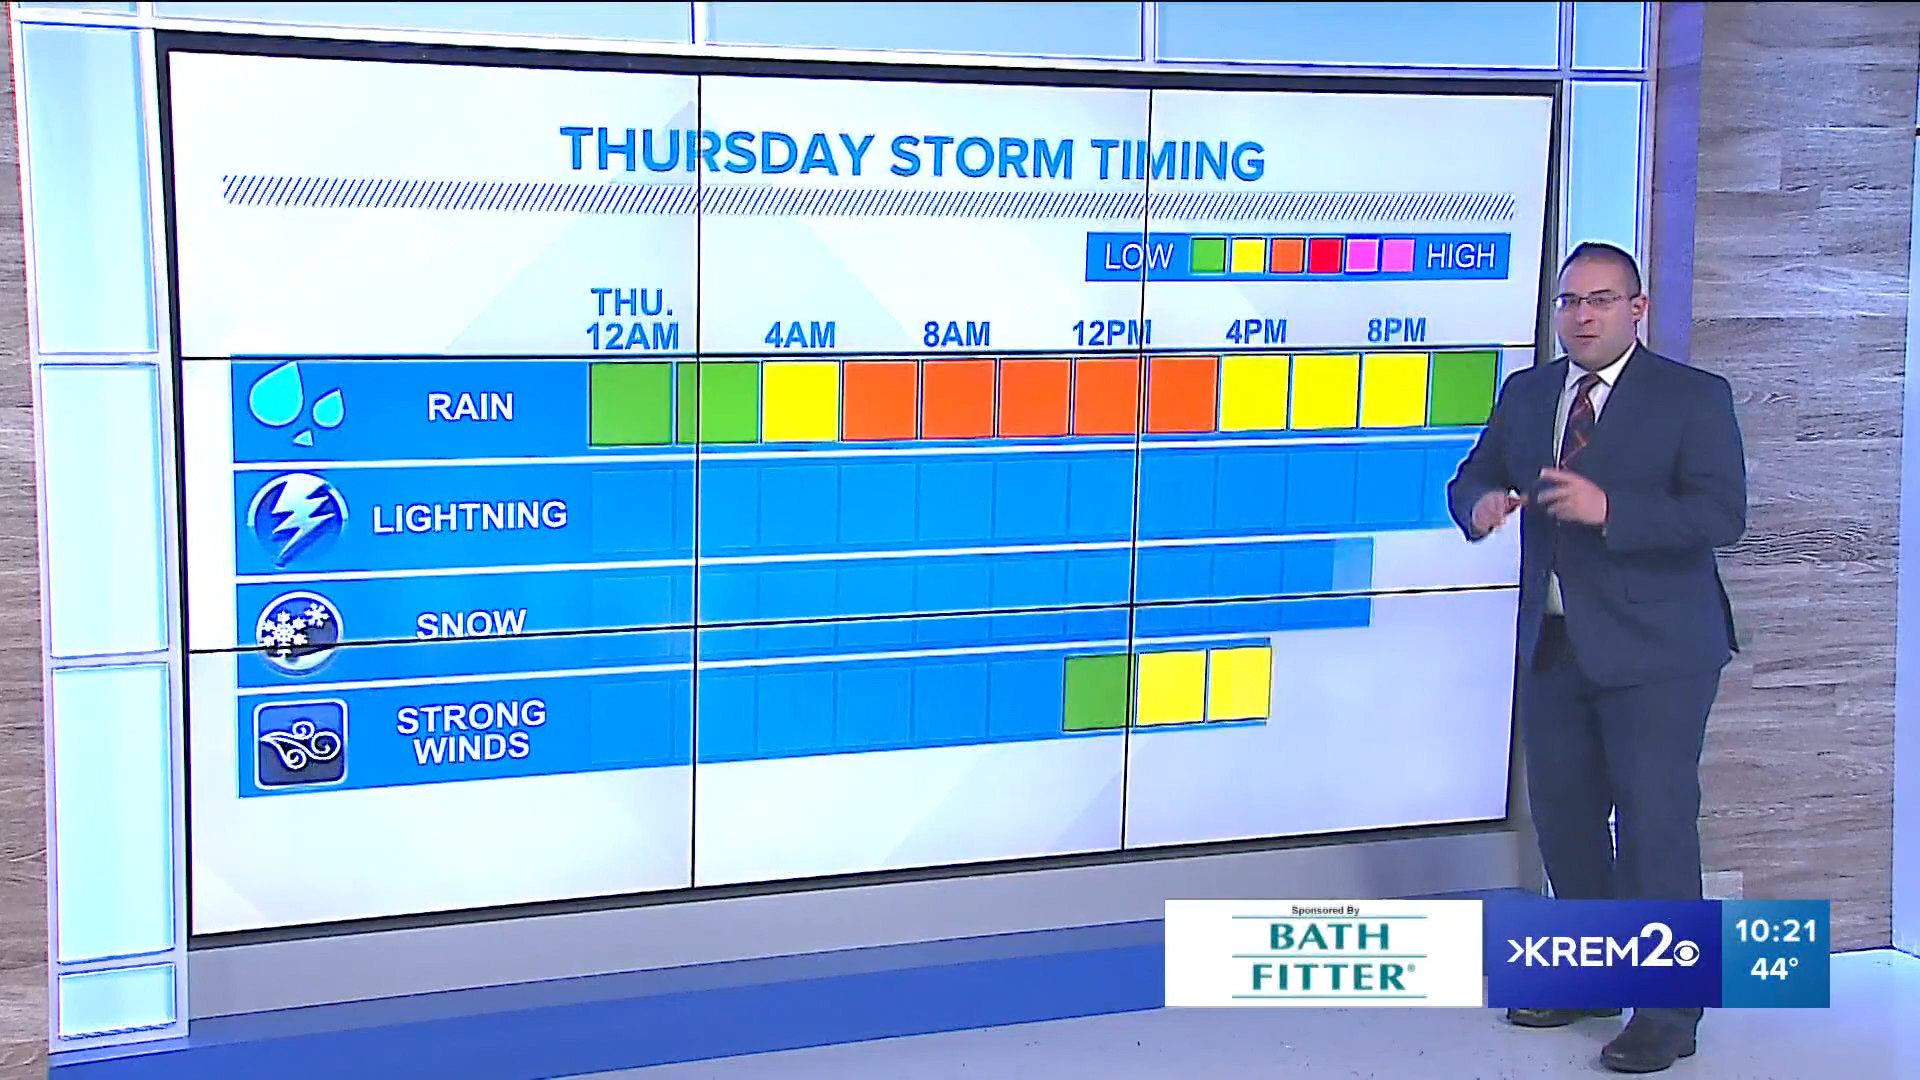 THURSDAY STORM TIMING
LOW HIGH
THU.
12AM 4AM 8AM 12PM 4PM 8PM
RAIN
LIGHTNING
SNOW
STRONG
WINDS
Sponsored By
BATH
FITTER®
KREM2
10:21
44°